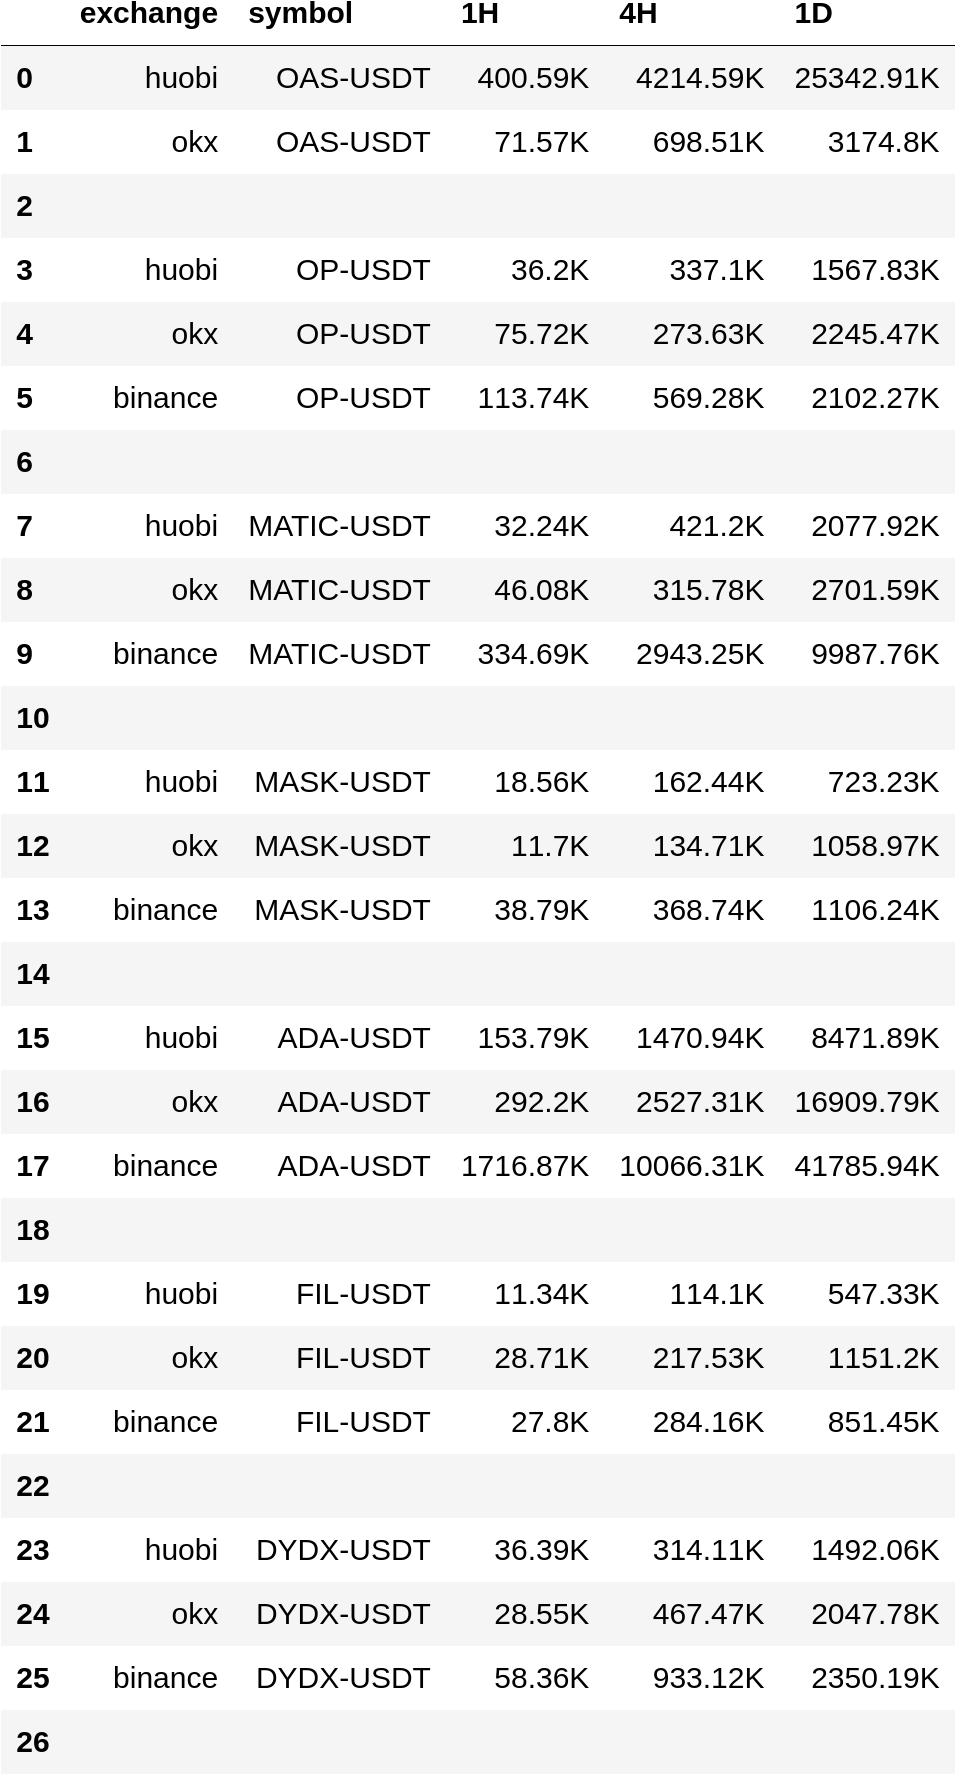 exchange symbol 1H 4H 1D
0 huobi OAS-USDT 400.59K 4214.59K 25342.91K
1 okx OAS-USDT 71.57K 698.51K 3174.8K
2
3 huobi OP-USDT 36.2K 337.1K 1567.83K
4 okx OP-USDT 75.72K 273.63K 2245.47K
5 binance OP-USDT 113.74K 569.28K 2102.27K
6
7 huobi MATIC-USDT 32.24K 421.2K 2077.92K
8 okx MATIC-USDT 46.08K 315.78K 2701.59K
9 binance MATIC-USDT 334.69K 2943.25K 9987.76K
10
11 huobi MASK-USDT 18.56K 162.44K 723.23K
12 okx MASK-USDT 11.7K 134.71K 1058.97K
13 binance MASK-USDT 38.79K 368.74K 1106.24K
14
15 huobi ADA-USDT 153.79K 1470.94K 8471.89K
16 okx ADA-USDT 292.2K 2527.31K 16909.79K
17 binance ADA-USDT 1716.87K 10066.31K 41785.94K
18
19 huobi FIL-USDT 11.34K 114.1K 547.33K
20 okx FIL-USDT 28.71K 217.53K 1151.2K
21 binance FIL-USDT 27.8K 284.16K 851.45K
22
23 huobi DYDX-USDT 36.39K 314.11K 1492.06K
24 okx DYDX-USDT 28.55K 467.47K 2047.78K
25 binance DYDX-USDT 58.36K 933.12K 2350.19K
26